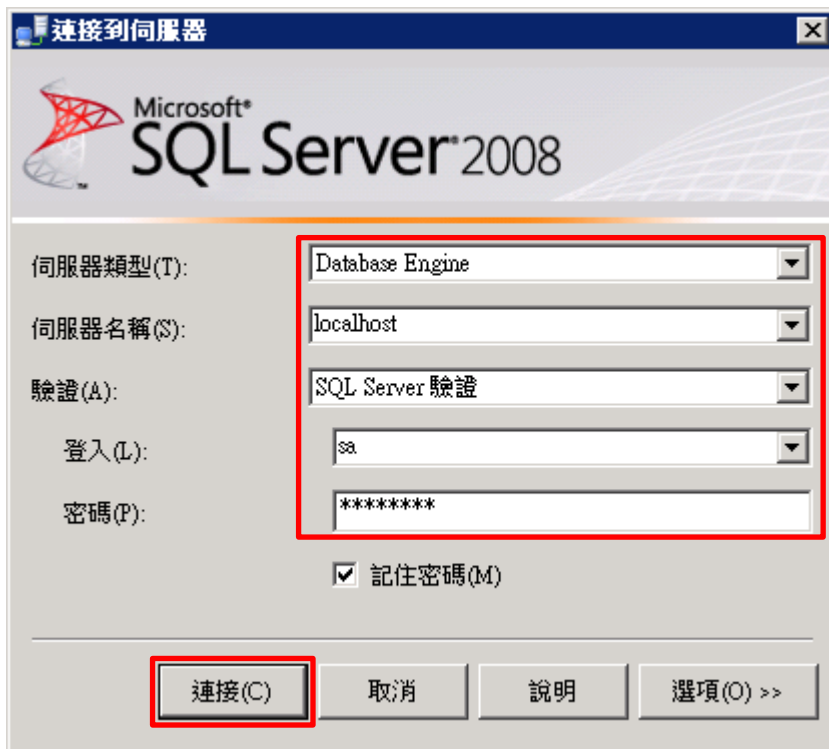 連接到伺服器
Microsoft®
SQL Server®2008
伺服器類型(T):
Database Engine
伺服器名稱(S):
localhost
驗證(A):
SQL Server 驗證
登入(L):
sa
密碼(P):
********
記住密碼(M)
連接(C)
取消
說明
選項(O) >>